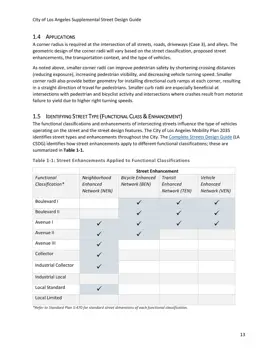 City of Los Angeles Supplemental Street Design Guide
1.4 APPLICATIONS
A corner radius is required at the intersection of all streets, roads, driveways (Case 3), and alleys. The
geometric design of the corner radii will vary based on the street classification, proposed street
enhancements, the transportation context, and the type of vehicles.
As noted above, smaller corner radii can improve pedestrian safety by shortening crossing distances
(reducing exposure), increasing pedestrian visibility, and decreasing vehicle turning speed. Smaller
corner radii also provide better geometry for installing directional curb ramps at each corner, resulting
in a straight direction of travel for pedestrians. Smaller curb radii are especially beneficial at
intersections with pedestrian and bicyclist activity and intersections where crashes result from motorist
failure to yield due to higher right turning speeds.
1.5 IDENTIFYING STREET TYPE (FUNCTIONAL CLASS & ENHANCEMENT)
The functional classifications and enhancements of intersecting streets influence the type of vehicles
operating on the street and the street design features. The City of Los Angeles Mobility Plan 2035
identifies street types and enhancements throughout the City. The Complete Streets Design Guide (LA
CSDG) identifies how street enhancements apply to different functional classifications; these are
summarized in Table 1-1.
Table 1-1: Street Enhancements Applied to Functional Classifications
Street Enhancement
Functional Classification*
Neighborhood Enhanced Network (NEN)
Bicycle Enhanced Network (BEN)
Transit Enhanced Network (TEN)
Vehicle Enhanced Network (VEN)
Boulevard I ✓ ✓ ✓
Boulevard II ✓ ✓ ✓
Avenue I ✓ ✓ ✓ ✓
Avenue II ✓ ✓
Avenue III ✓
Collector ✓
Industrial Collector ✓
Industrial Local
Local Standard ✓
Local Limited
*Refer to Standard Plan S-470 for standard street dimensions of each functional classification.
13